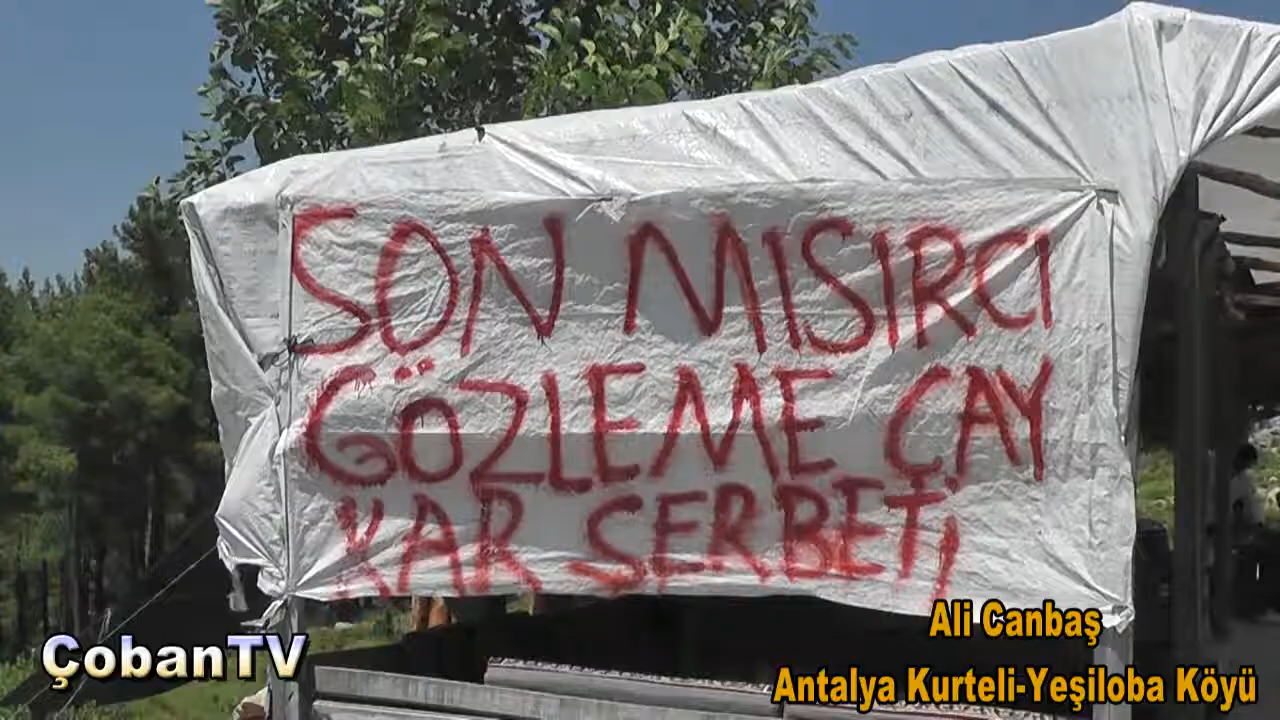 SON MISIRCI
GÖZLEME ÇAY
KAR SERBETİ
ÇobanTV
Ali Canbaş
Antalya Kurteli-Yeşiloba Köyü